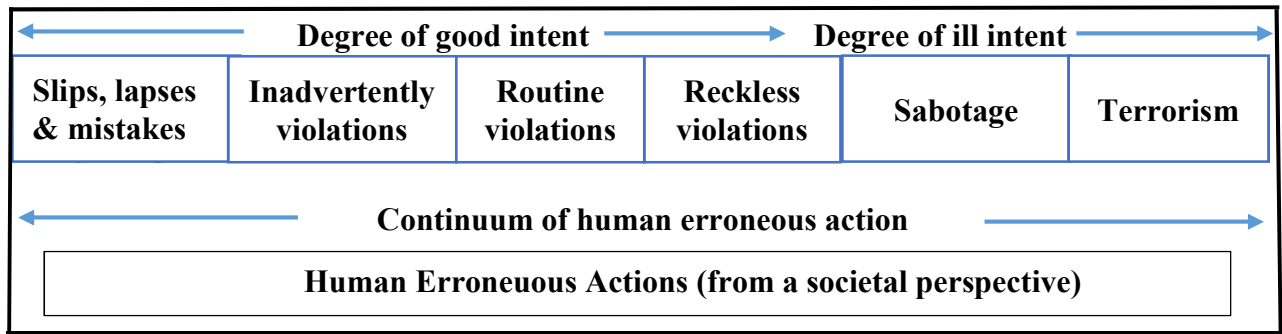 Degree of good intent Degree of ill intent
Slips, lapses
& mistakes
Inadvertently
violations
Routine
violations
Reckless
violations
Sabotage
Terrorism
Continuum of human erroneous action
Human Erroneuous Actions (from a societal perspective)